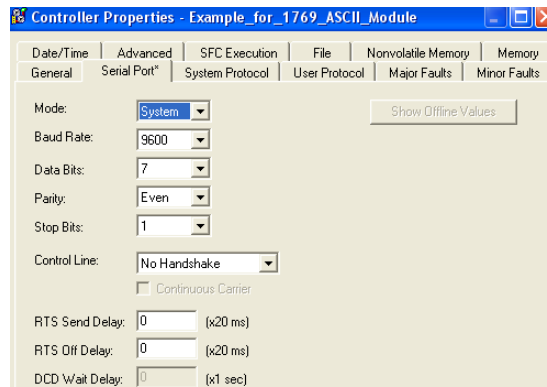 Controller Properties - Example_for_1769_ASCII_Module
Date/Time Advanced SFC Execution File Nonvolatile Memory Memory
General Serial Port* System Protocol User Protocol Major Faults Minor Faults
Mode: System Show Offline Values
Baud Rate: 9600
Data Bits: 7
Parity: Even
Stop Bits: 1
Control Line: No Handshake
Continuous Carrier
RTS Send Delay: 0 (x20 ms)
RTS Off Delay: 0 (x20 ms)
DCD Wait Delay: 0 (x1 sec)